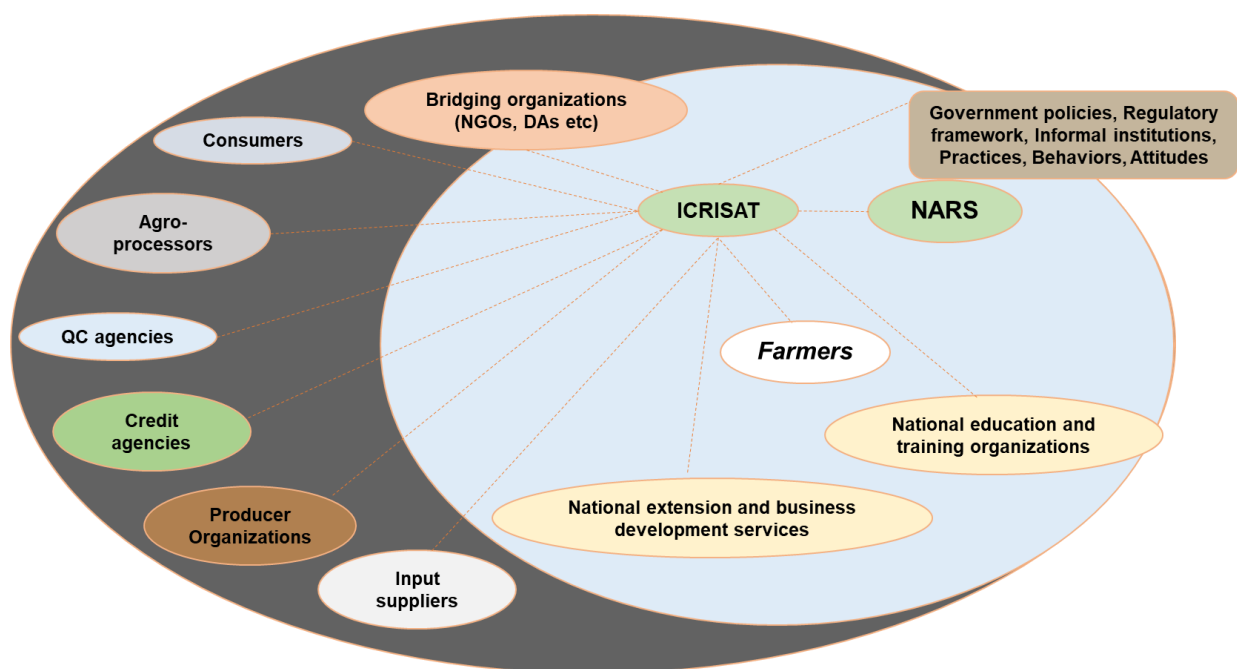 Bridging organizations
(NGOs, DAs etc)
Government policies, Regulatory
framework, Informal institutions,
Practices, Behaviors, Attitudes
Consumers
ICRISAT
NARS
Agro-
processors
QC agencies
Farmers
Credit
agencies
National education and
training organizations
Producer
Organizations
National extension and business
development services
Input
suppliers